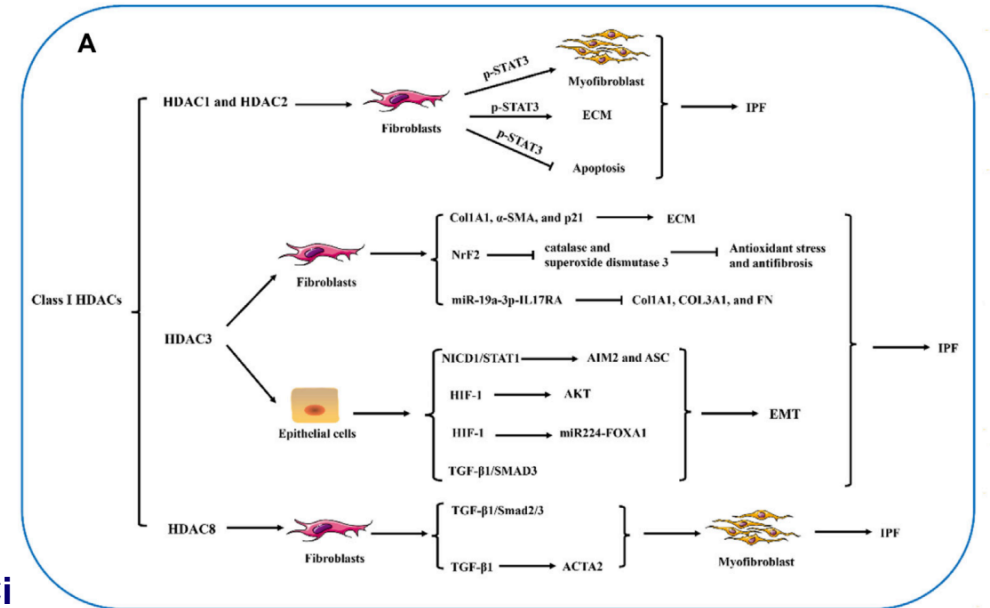 A
Class I HDACs
HDAC1 and HDAC2
Fibroblasts
p-STAT3
p-STAT3
p-STAT3
Myofibroblast
ECM
Apoptosis
IPF
HDAC3
Fibroblasts
Col1A1, α-SMA, and p21
ECM
NrF2
catalase and
superoxide dismutase 3
Antioxidant stress
and antifibrosis
miR-19a-3p-IL17RA
Col1A1, COL3A1, and FN
Epithelial cells
NICD1/STAT1
AIM2 and ASC
HIF-1
AKT
HIF-1
miR224-FOXA1
TGF-β1/SMAD3
EMT
IPF
HDAC8
Fibroblasts
TGF-β1/Smad2/3
TGF-β1
ACTA2
Myofibroblast
IPF